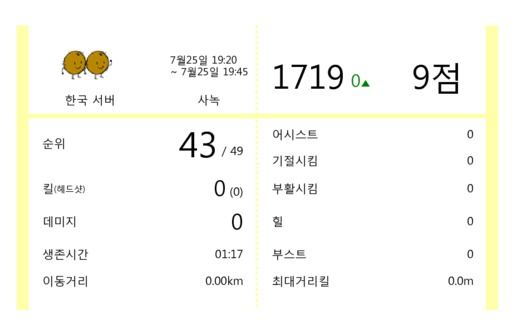 7월25일 19:20
~ 7월25일 19:45
한국 서버
사녹
1719 0▲
9점
순위
43 / 49
킬(헤드샷)
0 (0)
데미지
0
생존시간
01:17
이동거리
0.00km
어시스트
0
기절시킴
0
부활시킴
0
힐
0
부스트
0
최대거리킬
0.0m